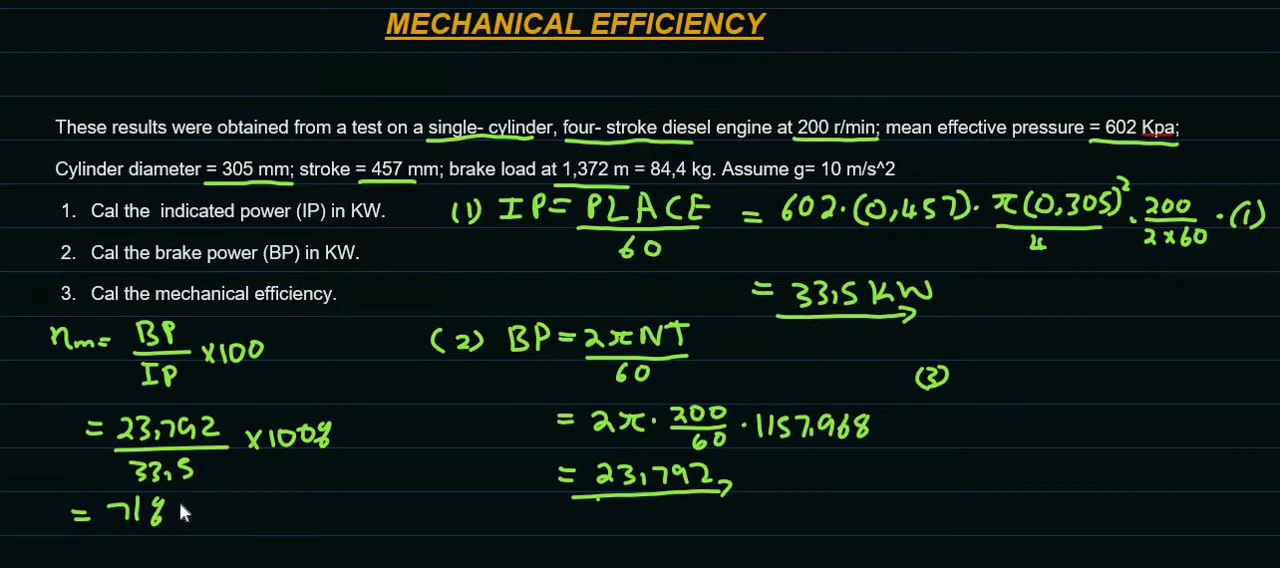 MECHANICAL EFFICIENCY
These results were obtained from a test on a single- cylinder, four- stroke diesel engine at 200 r/min; mean effective pressure = 602 Kpa;
Cylinder diameter = 305 mm; stroke = 457 mm; brake load at 1,372 m = 84,4 kg. Assume g= 10 m/s^2
1. Cal the indicated power (IP) in KW.
2. Cal the brake power (BP) in KW.
3. Cal the mechanical efficiency.
(1) IP = PLACE / 60 = 602 · (0,457) · π(0,305)² / 4 · 200 / 2×60 · (1)
= 33,5 KW
(2) BP = 2πNT / 60
= 2π · 200 / 60 · 1157.968
= 23,792
(3)
ηm = BP / IP ×100
= 23,792 / 33,5 ×100%
= 71%